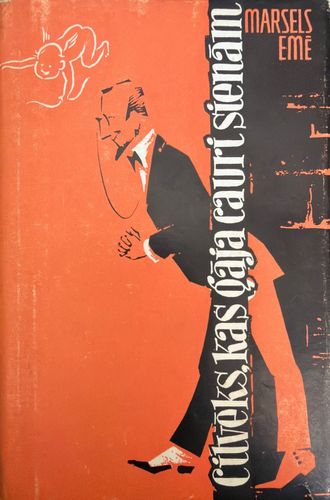 MARSELS
EMĒ
Cilvēks, kas gāja cauri sienām